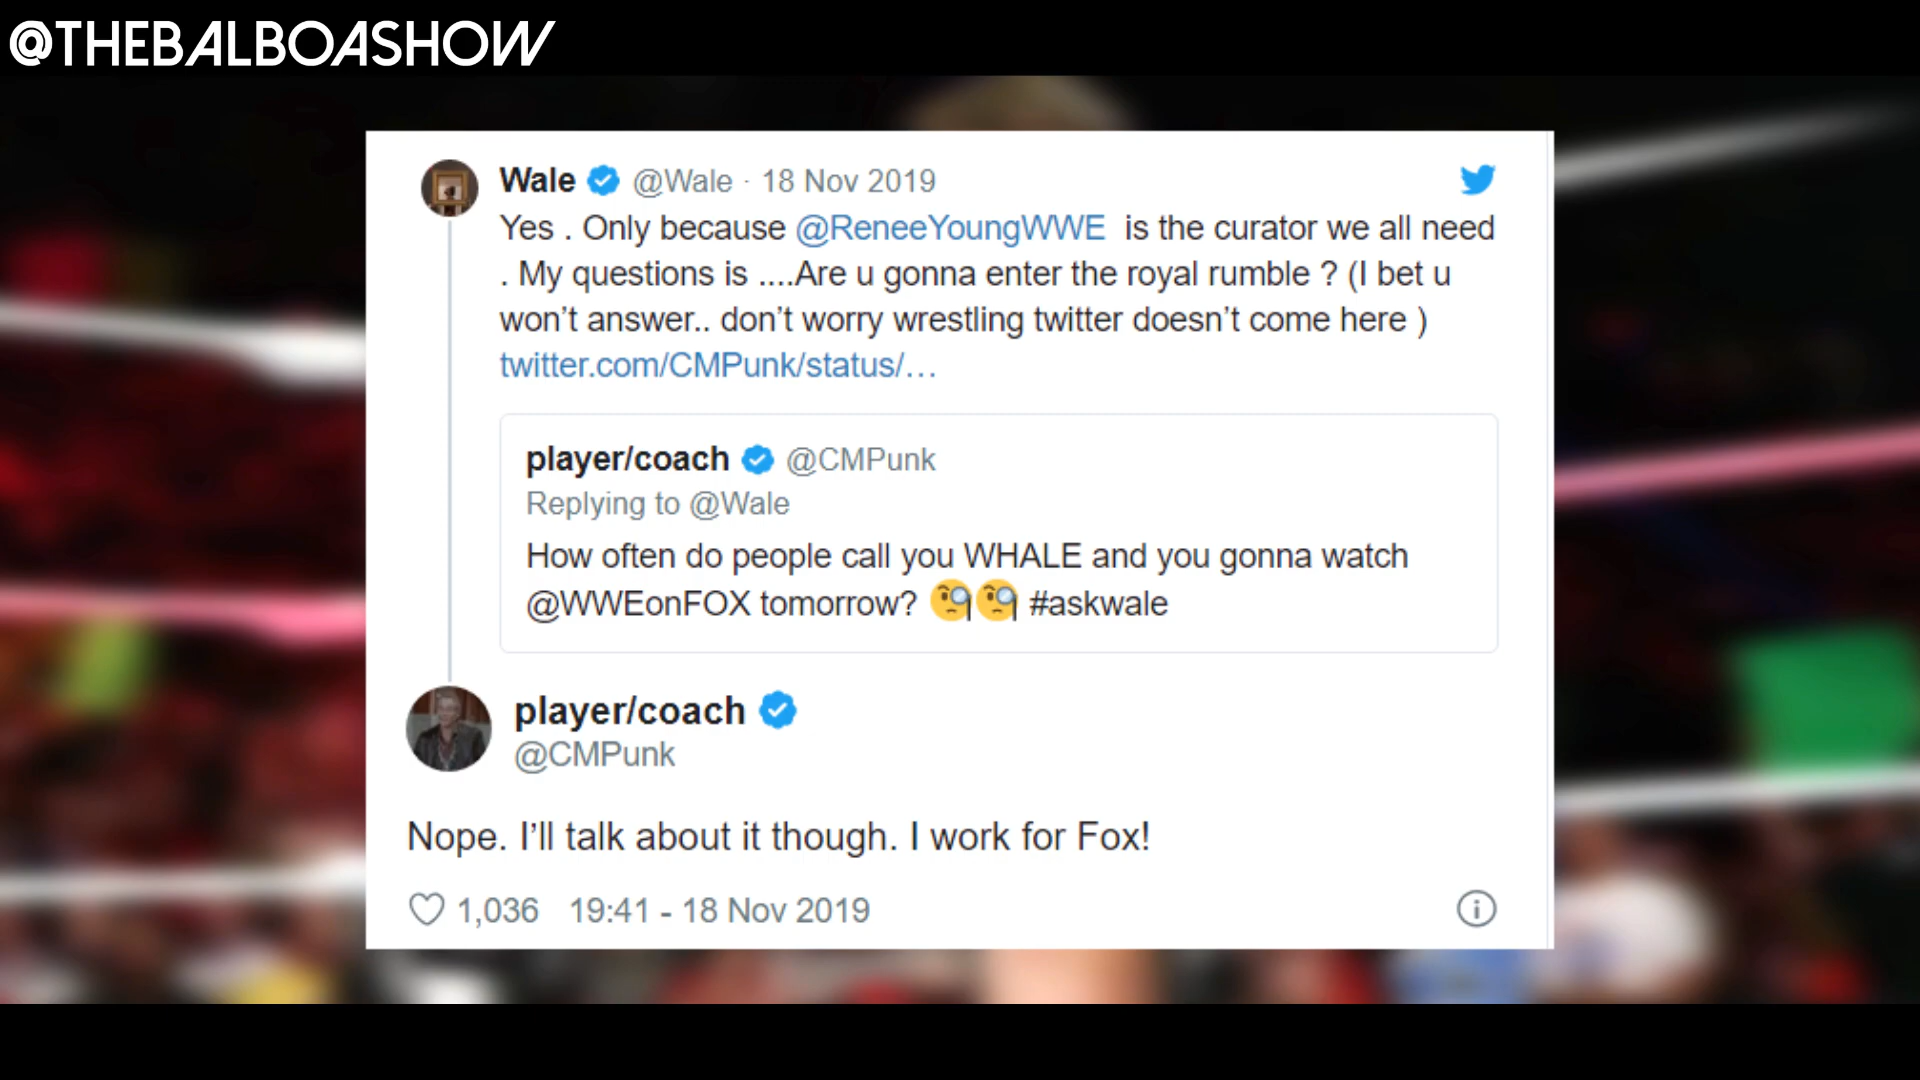 @THEBALBOASHOW
Wale @Wale · 18 Nov 2019
Yes . Only because @ReneeYoungWWE is the curator we all need
. My questions is ....Are u gonna enter the royal rumble ? (I bet u
won’t answer.. don’t worry wrestling twitter doesn’t come here )
twitter.com/CMPunk/status/…
player/coach @CMPunk
Replying to @Wale
How often do people call you WHALE and you gonna watch
@WWEonFOX tomorrow? 🧐🧐 #askwale
player/coach
@CMPunk
Nope. I’ll talk about it though. I work for Fox!
1,036 19:41 - 18 Nov 2019